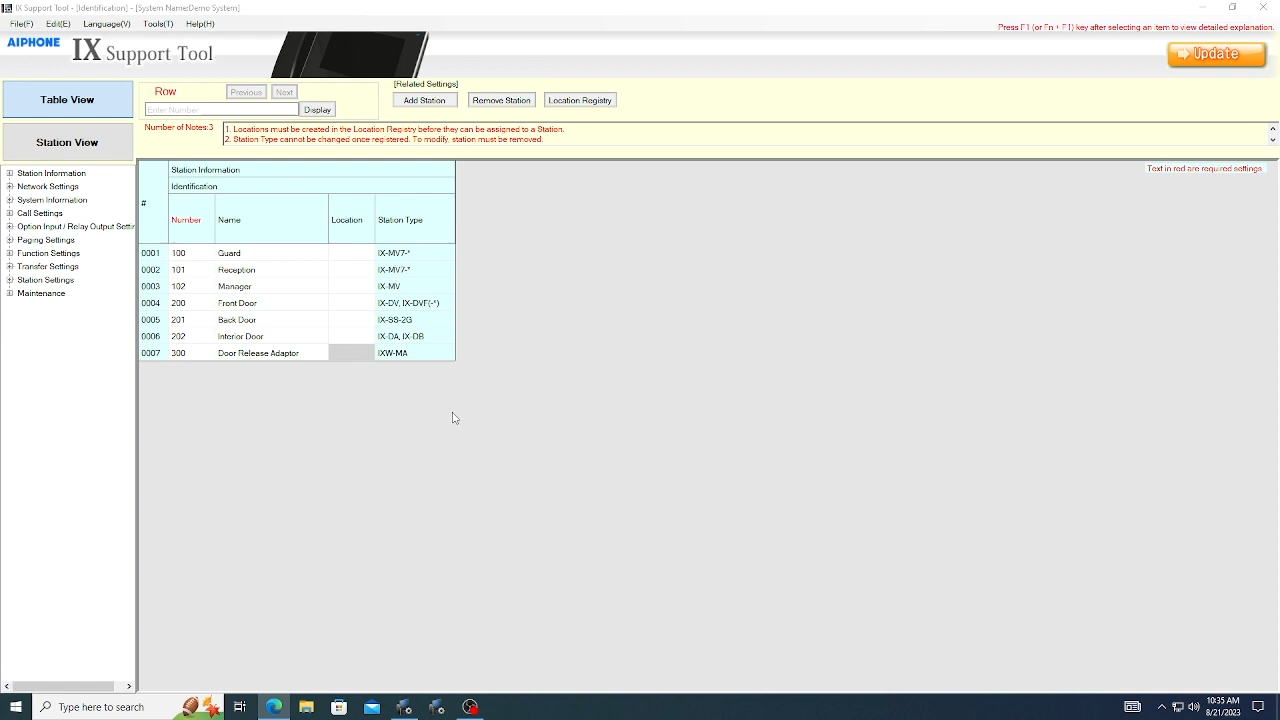 IX Support Tool - [Identification] - [System Name:Demo System]
File(F) Edit(E) Language(V) Tools(T) Help(H)
Press F1 (or Fn + F1) key after selecting an item to view detailed explanation.
AIPHONE IX Support Tool
Update
Table View
Station View
Row
Previous
Next
Enter Number
Display
[Related Settings]
Add Station
Remove Station
Location Registry
Number of Notes:3
1. Locations must be created in the Location Registry before they can be assigned to a Station.
2. Station Type cannot be changed once registered. To modify, station must be removed.
Text in red are required settings.
Station Information
Network Settings
System Information
Call Settings
Option Input / Relay Output Settin
Paging Settings
Function Settings
Transfer Settings
Station Settings
Maintenance
Station Information
Identification
# Number Name Location Station Type
0001 100 Guard IX-MV7-*
0002 101 Reception IX-MV7-*
0003 102 Manager IX-MV
0004 200 Front Door IX-DV, IX-DVF(-*)
0005 201 Back Door IX-SS-2G
0006 202 Interior Door IX-DA, IX-DB
0007 300 Door Release Adaptor IXW-MA
Type here to search
10:35 AM
8/21/2023